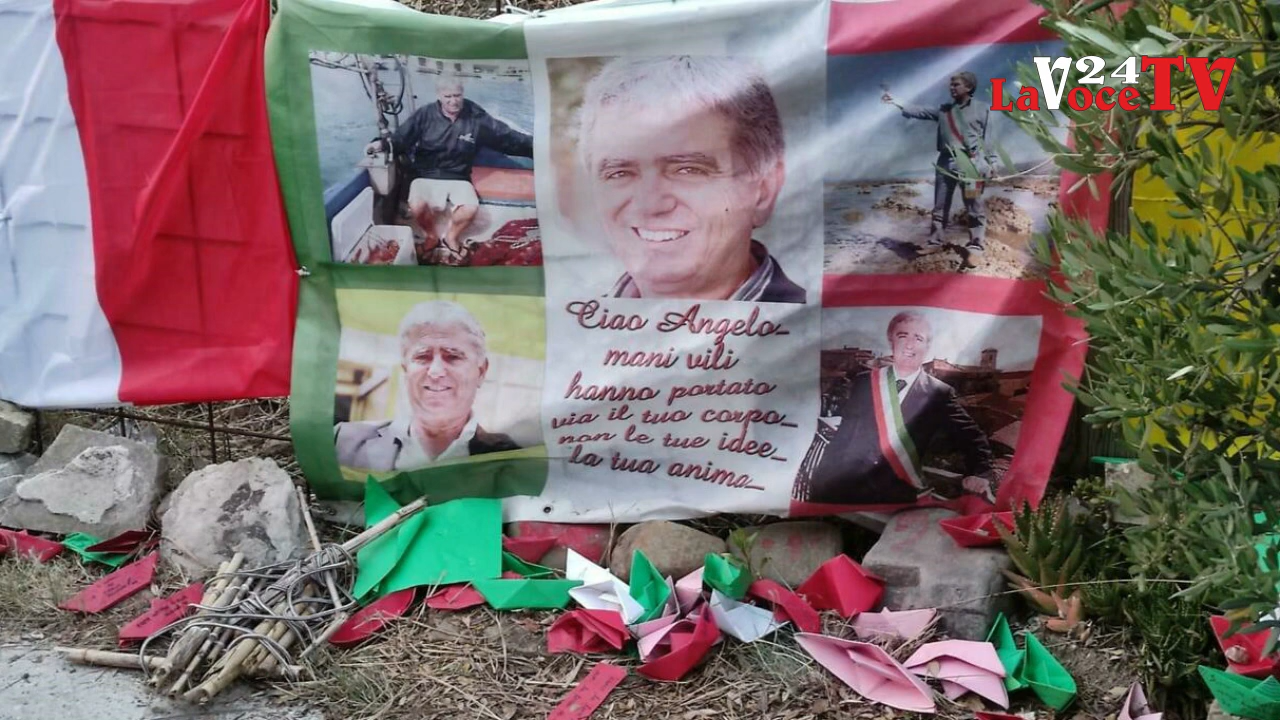 V24
LaVoceTV
Ciao Angelo_
mani vili
hanno portato
via il tuo corpo_
non le tue idee_
la tua anima_